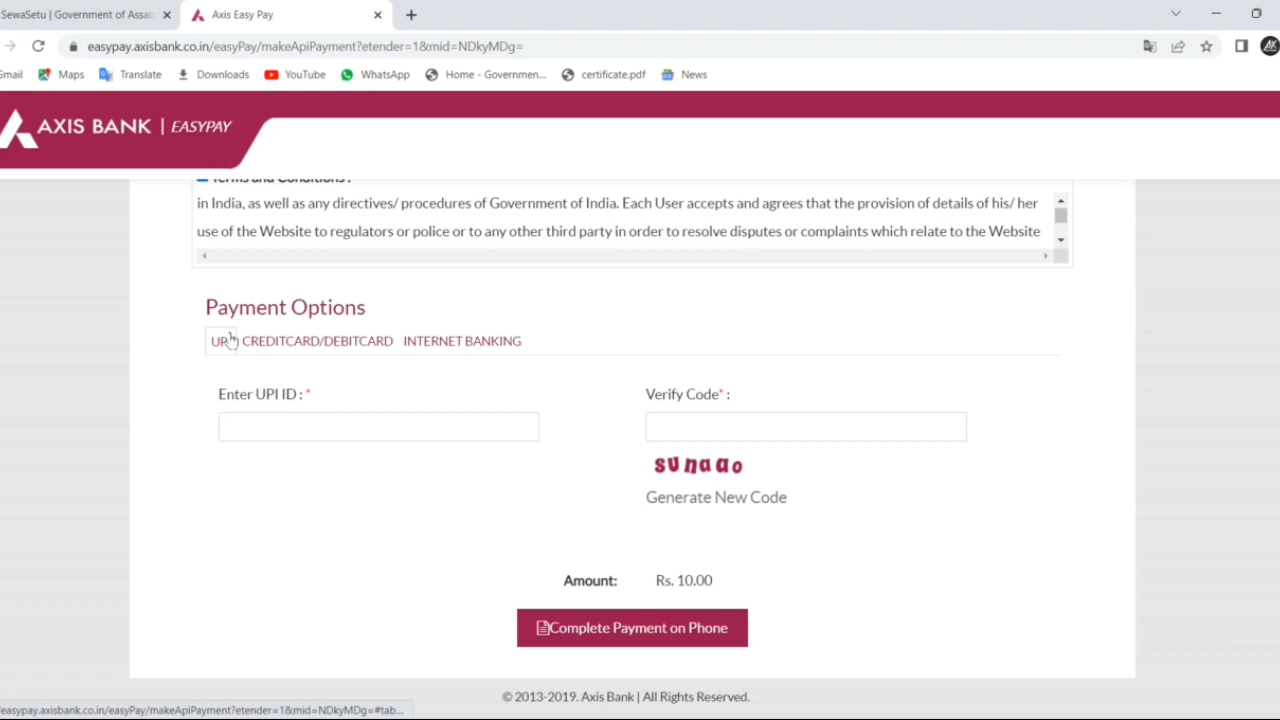 SewaSetu | Government of Assam
Axis Easy Pay
easypay.axisbank.co.in/easyPay/makeApiPayment?etender=1&mid=NDkyMDg=
Gmail Maps Translate Downloads YouTube WhatsApp Home - Governmen... certificate.pdf News
AXIS BANK | EASYPAY
Terms and Conditions :
in India, as well as any directives/ procedures of Government of India. Each User accepts and agrees that the provision of details of his/ her
use of the Website to regulators or police or to any other third party in order to resolve disputes or complaints which relate to the Website
Payment Options
UPI CREDITCARD/DEBITCARD INTERNET BANKING
Enter UPI ID : *
Verify Code* :
Generate New Code
Amount: Rs. 10.00
Complete Payment on Phone
© 2013-2019. Axis Bank | All Rights Reserved.
/easypay.axisbank.co.in/easyPay/makeApiPayment?etender=1&mid=NDkyMDg=#tab...